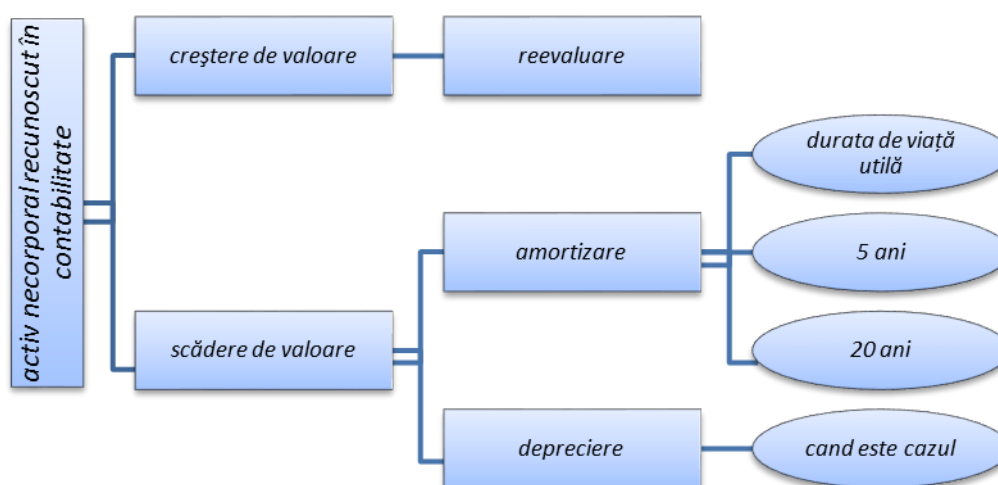 activ necorporal recunoscut în
contabilitate
creştere de valoare
reevaluare
scădere de valoare
amortizare
durata de viață
utilă
5 ani
20 ani
depreciere
cand este cazul